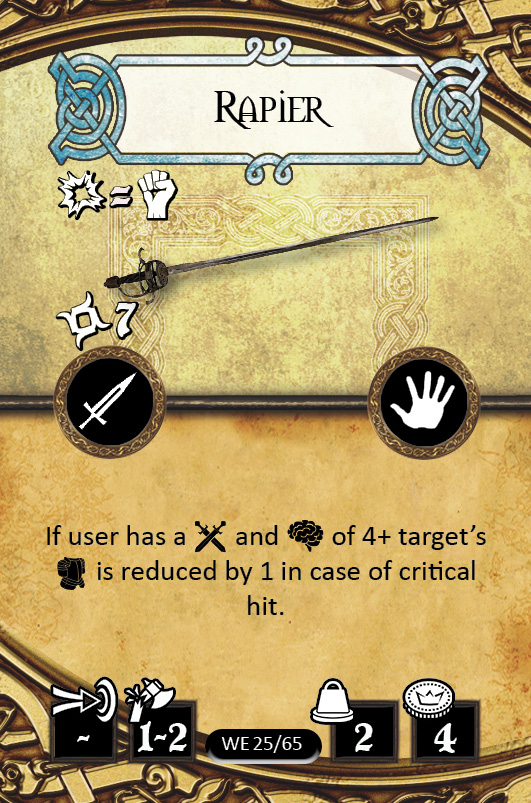 RAPiER
=
7
If user has a and of 4+ target's
is reduced by 1 in case of critical
hit.
- 1-2 WE 25/65 2 4